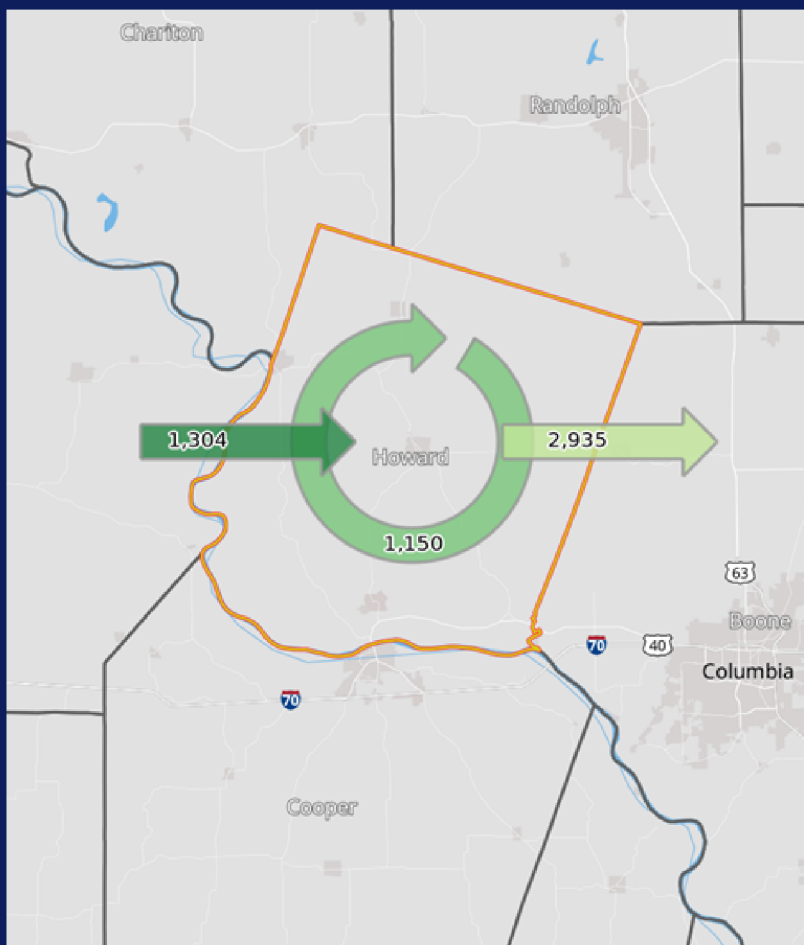 Chariton
Randolph
1,304
2,935
Howard
1,150
63
Boone
70
40
Columbia
70
Cooper